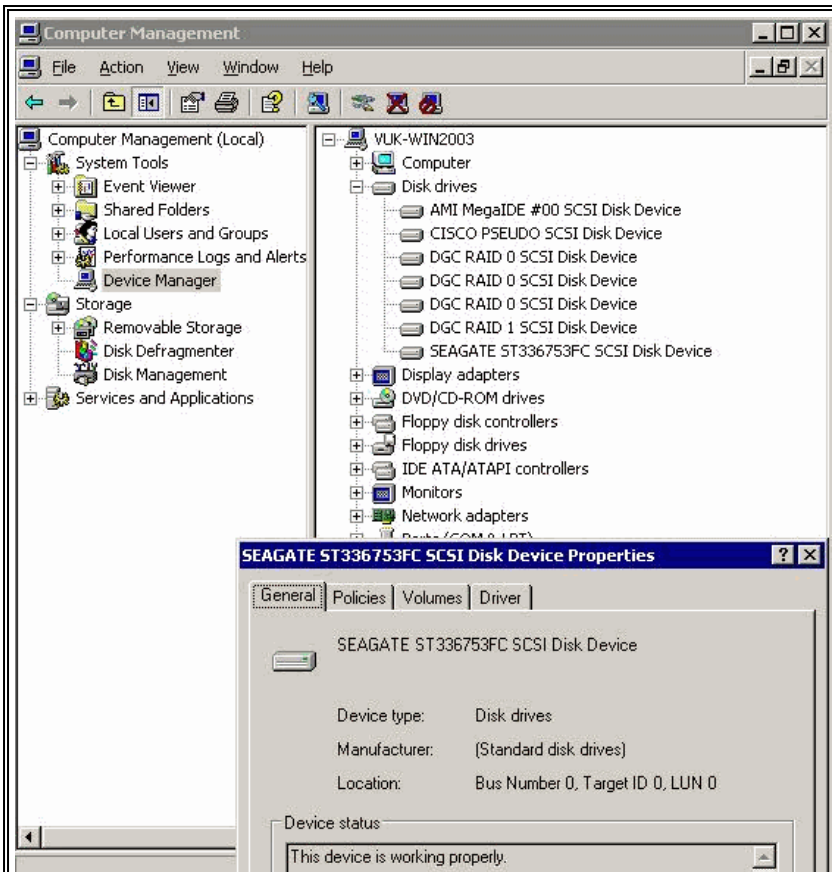 Computer Management
File Action View Window Help
Computer Management (Local)
System Tools
Event Viewer
Shared Folders
Local Users and Groups
Performance Logs and Alerts
Device Manager
Storage
Removable Storage
Disk Defragmenter
Disk Management
Services and Applications
VUK-WIN2003
Computer
Disk drives
AMI MegaIDE #00 SCSI Disk Device
CISCO PSEUDO SCSI Disk Device
DGC RAID 0 SCSI Disk Device
DGC RAID 0 SCSI Disk Device
DGC RAID 0 SCSI Disk Device
DGC RAID 1 SCSI Disk Device
SEAGATE ST336753FC SCSI Disk Device
Display adapters
DVD/CD-ROM drives
Floppy disk controllers
Floppy disk drives
IDE ATA/ATAPI controllers
Monitors
Network adapters
Ports (COM & LPT)
SEAGATE ST336753FC SCSI Disk Device Properties
General Policies Volumes Driver
SEAGATE ST336753FC SCSI Disk Device
Device type: Disk drives
Manufacturer: (Standard disk drives)
Location: Bus Number 0, Target ID 0, LUN 0
Device status
This device is working properly.